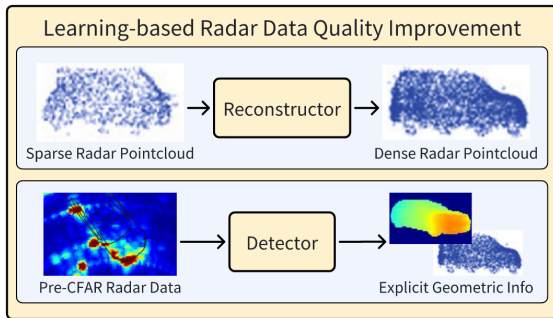 Learning-based Radar Data Quality Improvement
Reconstructor
Sparse Radar Pointcloud
Dense Radar Pointcloud
Detector
Pre-CFAR Radar Data
Explicit Geometric Info